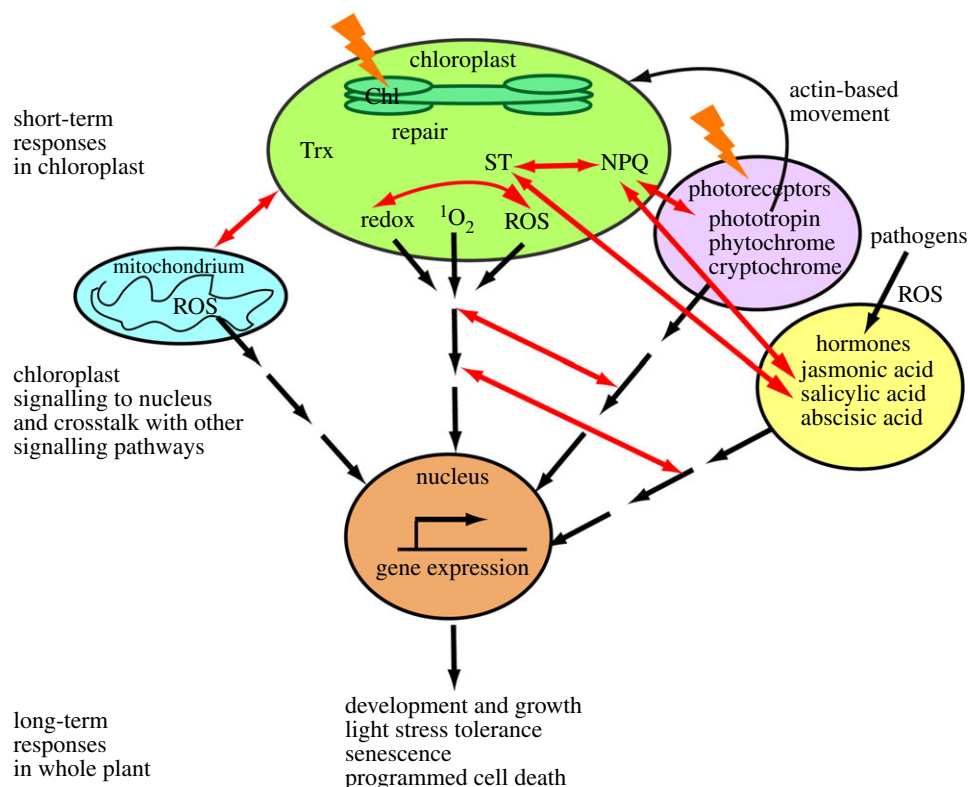 chloroplast
Chl
repair
Trx
ST
NPQ
redox
¹O₂
ROS
short-term
responses
in chloroplast
actin-based
movement
photoreceptors
phototropin
phytochrome
cryptochrome
pathogens
ROS
mitochondrium
ROS
hormones
jasmonic acid
salicylic acid
abscisic acid
chloroplast
signalling to nucleus
and crosstalk with other
signalling pathways
nucleus
gene expression
long-term
responses
in whole plant
development and growth
light stress tolerance
senescence
programmed cell death